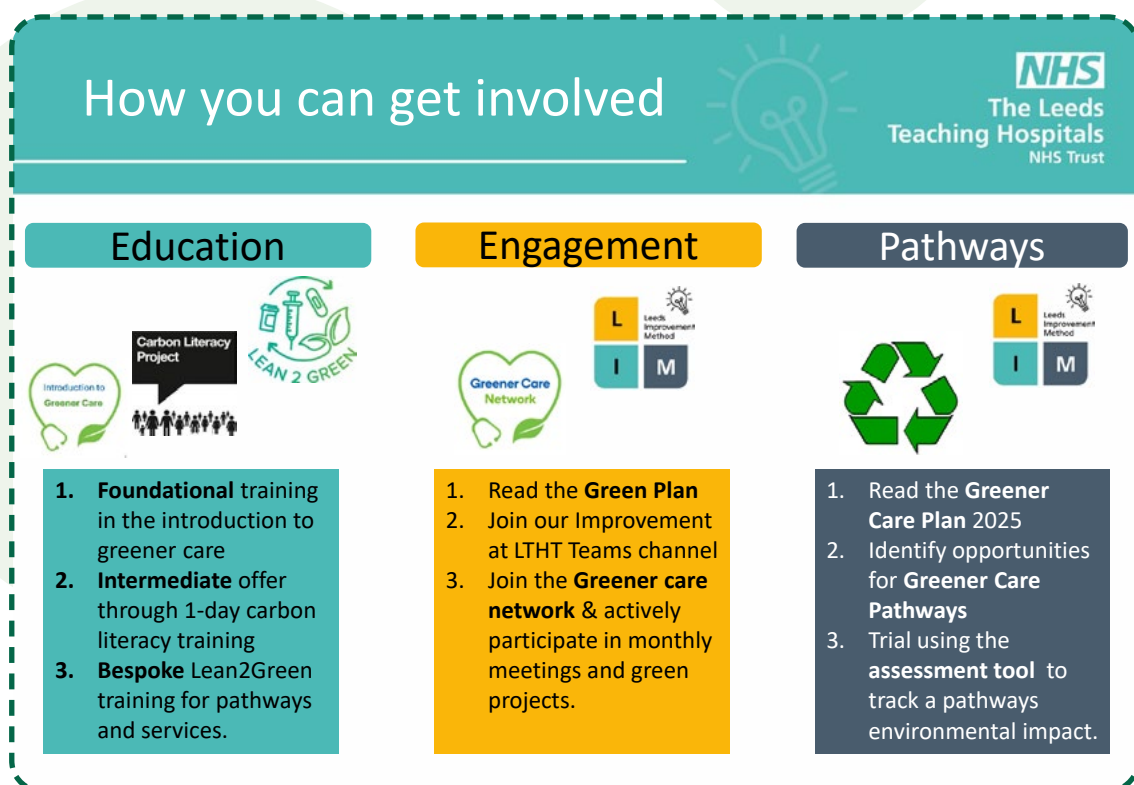 How you can get involved
NHS
The Leeds
Teaching Hospitals
NHS Trust
Education
Introduction to
Greener Care
Carbon Literacy
Project
LEAN 2 GREEN
1. Foundational training
in the introduction to
greener care
2. Intermediate offer
through 1-day carbon
literacy training
3. Bespoke Lean2Green
training for pathways
and services.
Engagement
Greener Care
Network
L
I M
Leeds
Improvement
Method
1. Read the Green Plan
2. Join our Improvement
at LTHT Teams channel
3. Join the Greener care
network & actively
participate in monthly
meetings and green
projects.
Pathways
L
I M
Leeds
Improvement
Method
1. Read the Greener
Care Plan 2025
2. Identify opportunities
for Greener Care
Pathways
3. Trial using the
assessment tool to
track a pathways
environmental impact.